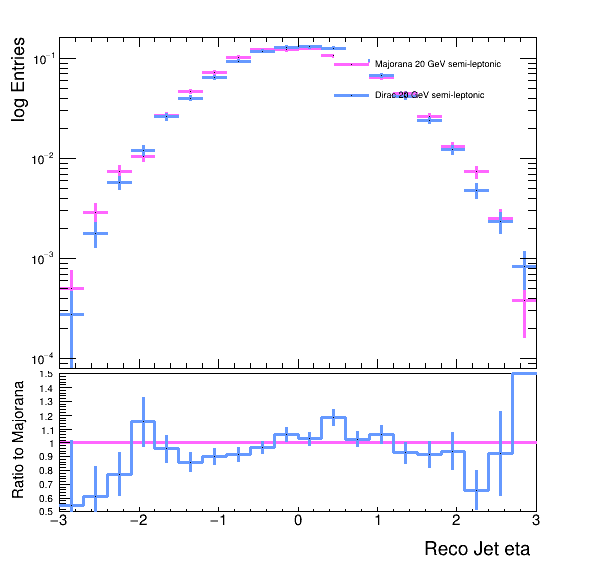 log Entries
10⁻¹
10⁻²
10⁻³
10⁻⁴
Majorana 20 GeV semi-leptonic
Dirac 20 GeV semi-leptonic
Ratio to Majorana
1.5
1.4
1.3
1.2
1.1
1
0.9
0.8
0.7
0.6
0.5
−3 −2 −1 0 1 2 3
Reco Jet eta